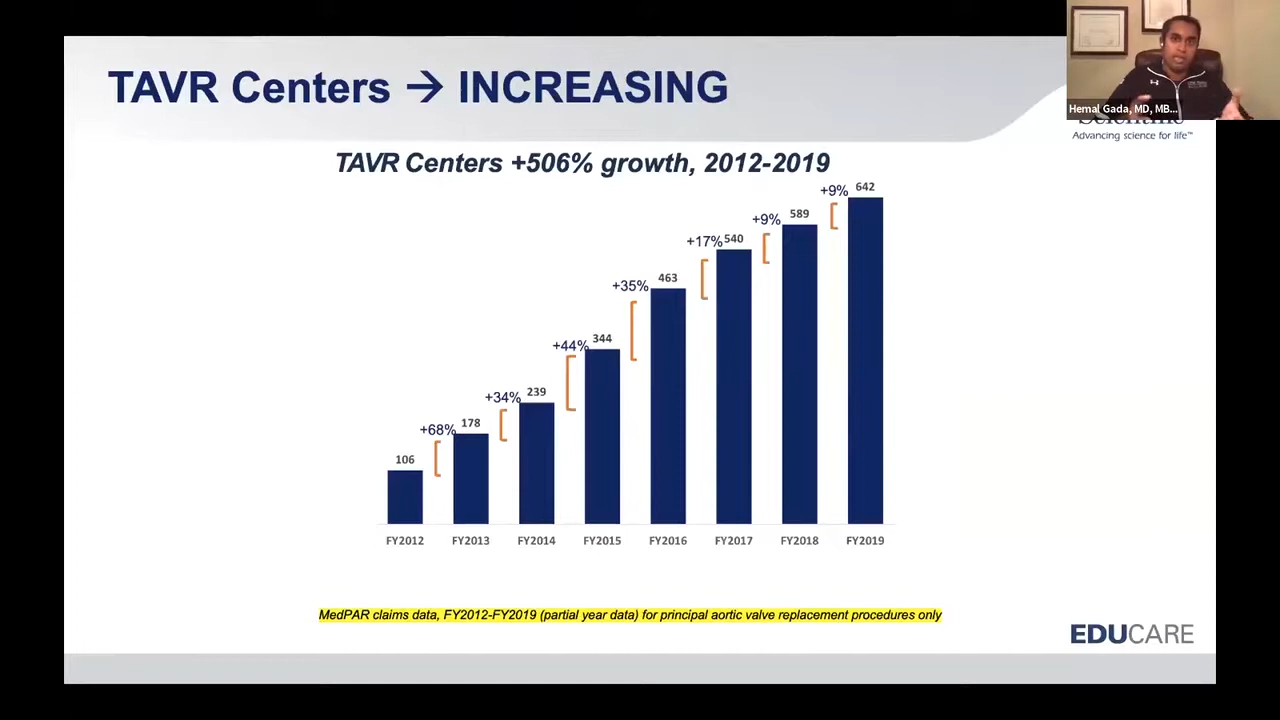 TAVR Centers → INCREASING
Hemal Gada, MD, MB...
Scientific
Advancing science for life™
TAVR Centers +506% growth, 2012-2019
+68%
+34%
+44%
+35%
+17%
+9%
+9%
106
178
239
344
463
540
589
642
FY2012 FY2013 FY2014 FY2015 FY2016 FY2017 FY2018 FY2019
MedPAR claims data, FY2012-FY2019 (partial year data) for principal aortic valve replacement procedures only
EDUCARE